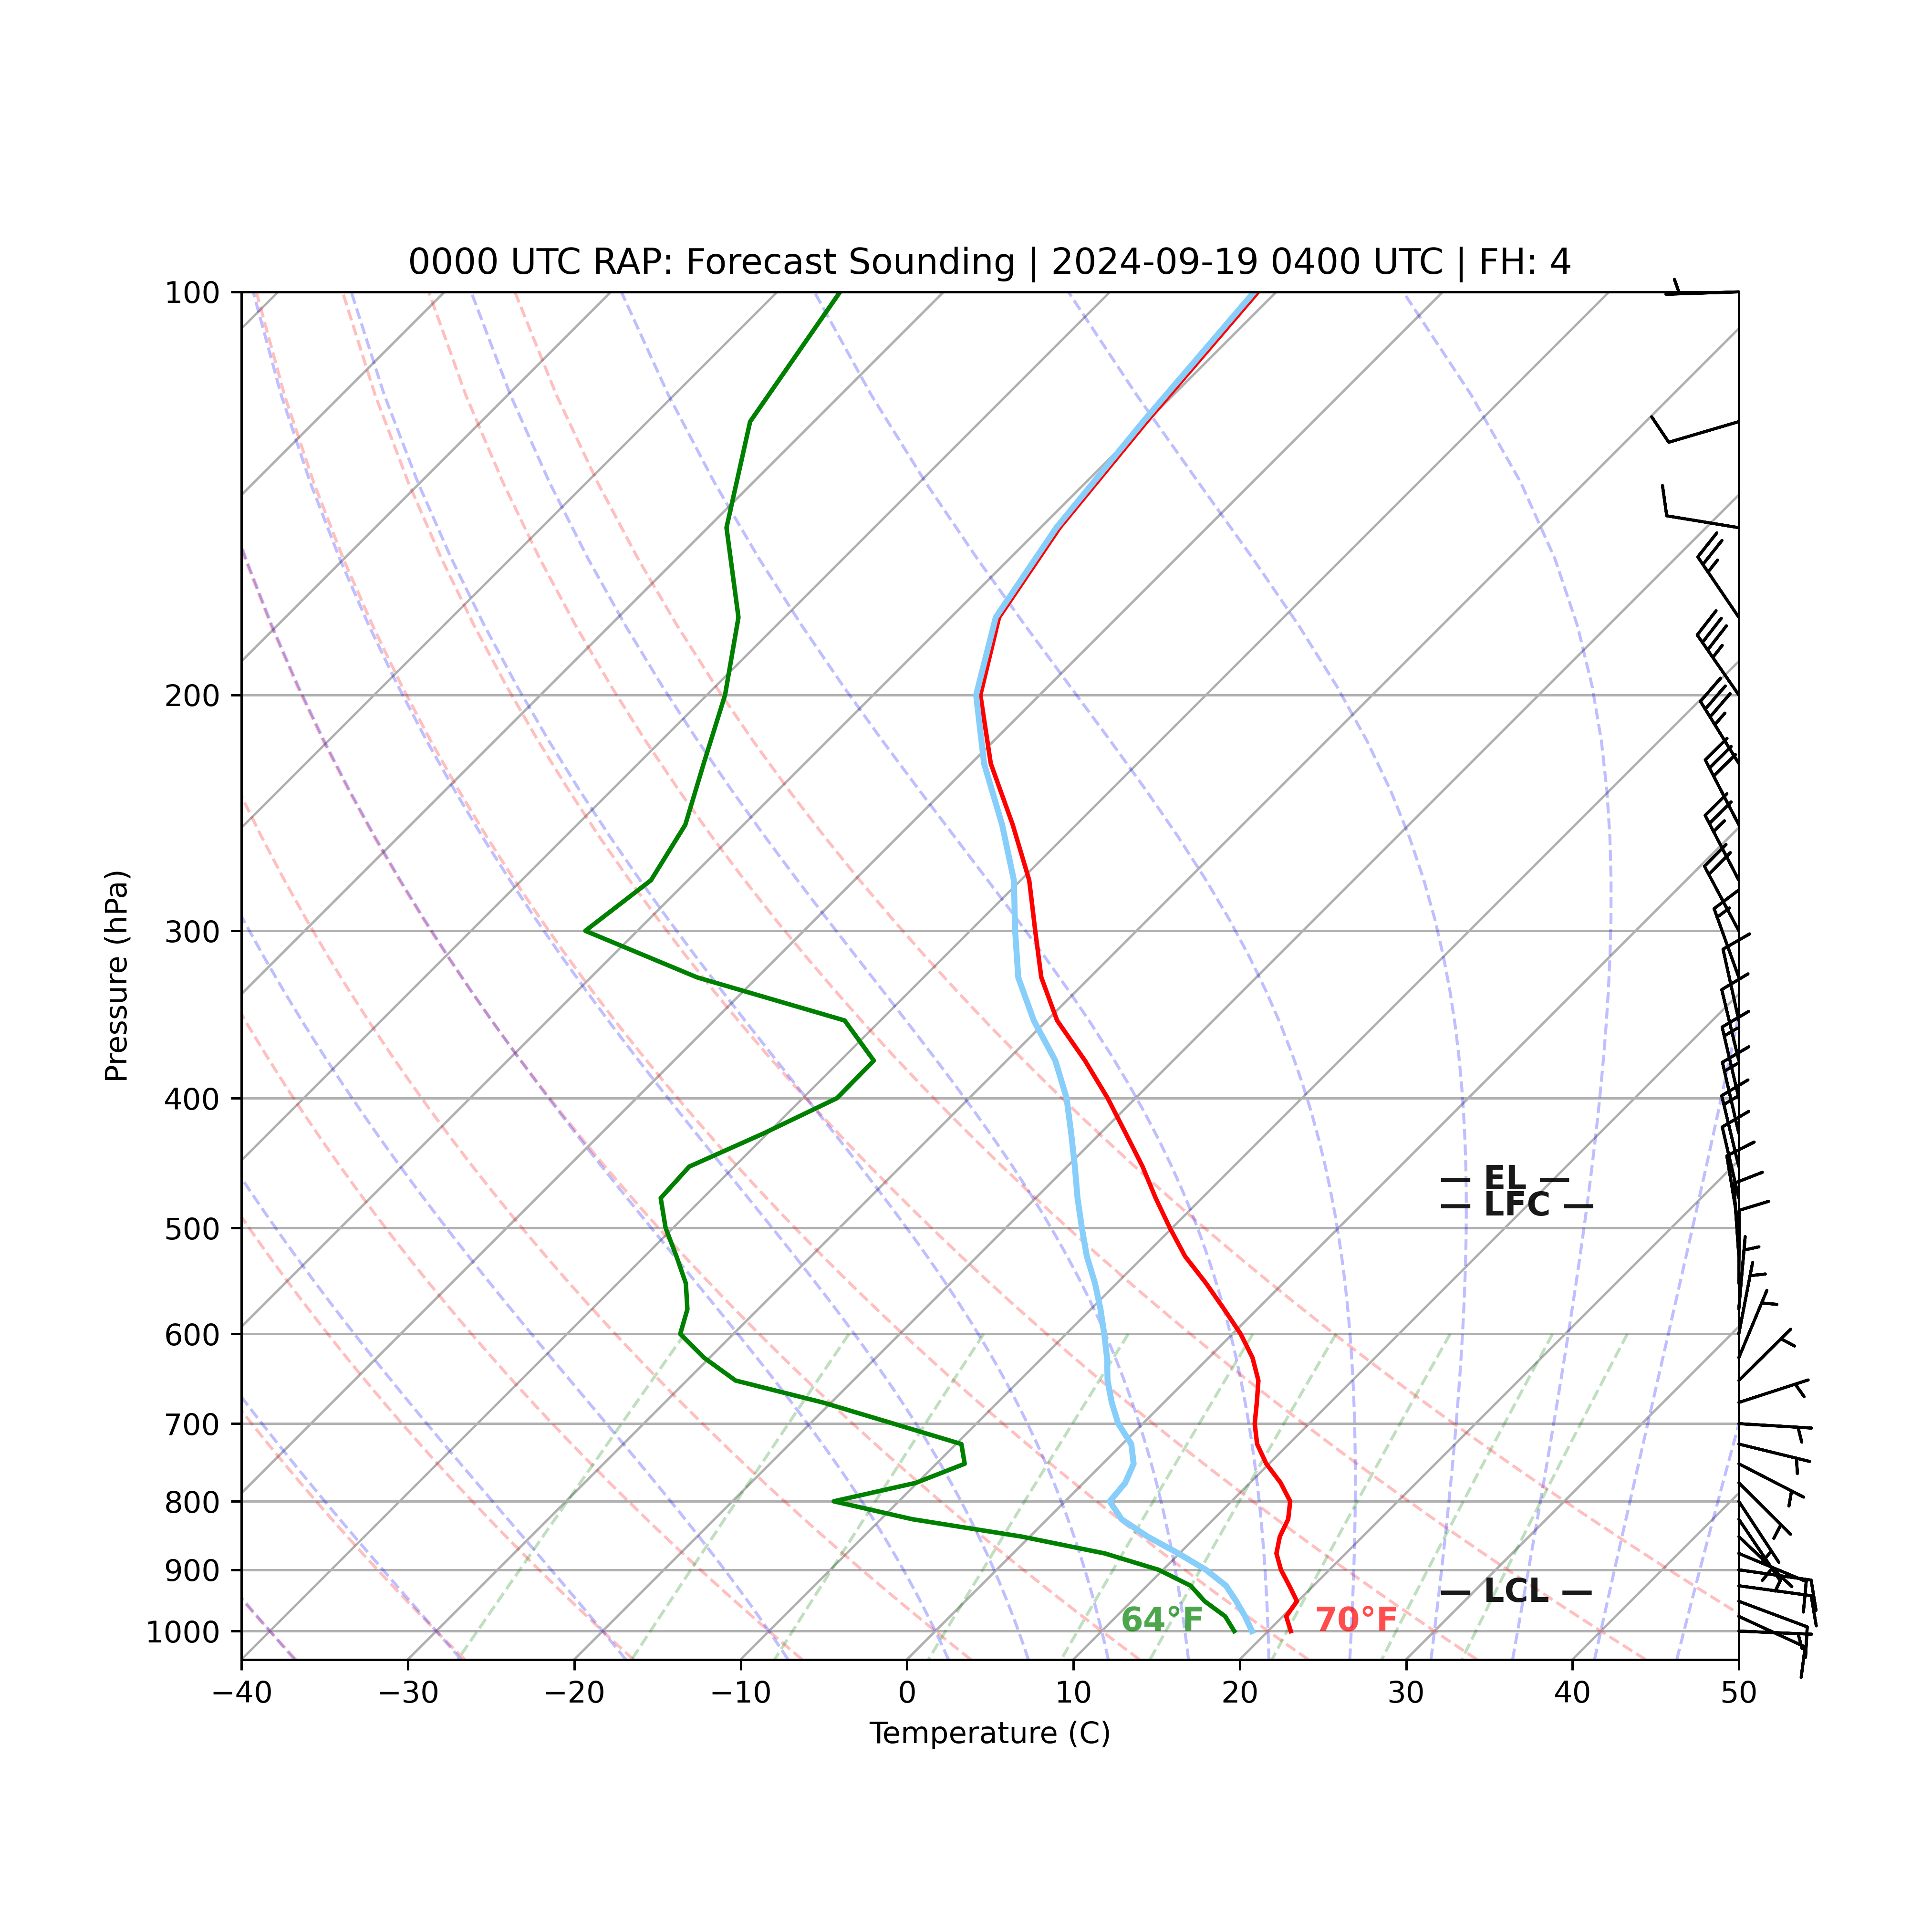 0000 UTC RAP: Forecast Sounding | 2024-09-19 0400 UTC | FH: 4
100
200
300
400
500
600
700
800
900
1000
Pressure (hPa)
— EL —
— LFC —
— LCL —
64°F
70°F
−40 −30 −20 −10 0 10 20 30 40 50
Temperature (C)